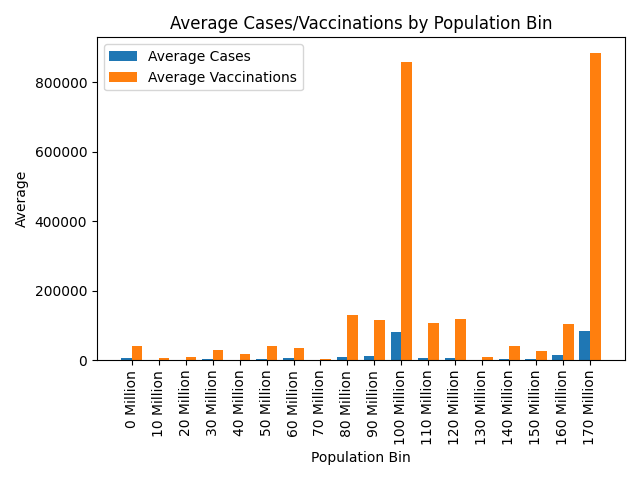 Average Cases/Vaccinations by Population Bin
Average Cases
Average Vaccinations
Average
800000
600000
400000
200000
0
0 Million
10 Million
20 Million
30 Million
40 Million
50 Million
60 Million
70 Million
80 Million
90 Million
100 Million
110 Million
120 Million
130 Million
140 Million
150 Million
160 Million
170 Million
Population Bin